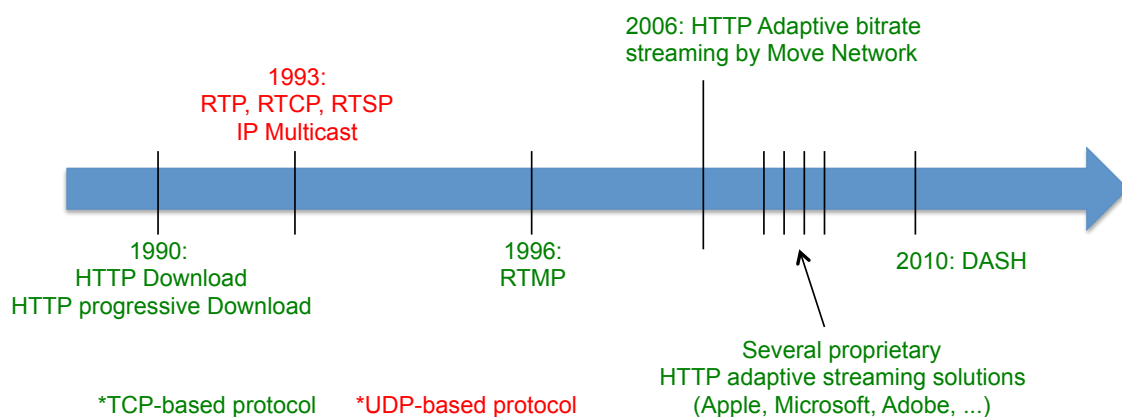 2006: HTTP Adaptive bitrate
streaming by Move Network
1993:
RTP, RTCP, RTSP
IP Multicast
1990:
HTTP Download
HTTP progressive Download
1996:
RTMP
2010: DASH
Several proprietary
HTTP adaptive streaming solutions
(Apple, Microsoft, Adobe, ...)
*TCP-based protocol
*UDP-based protocol